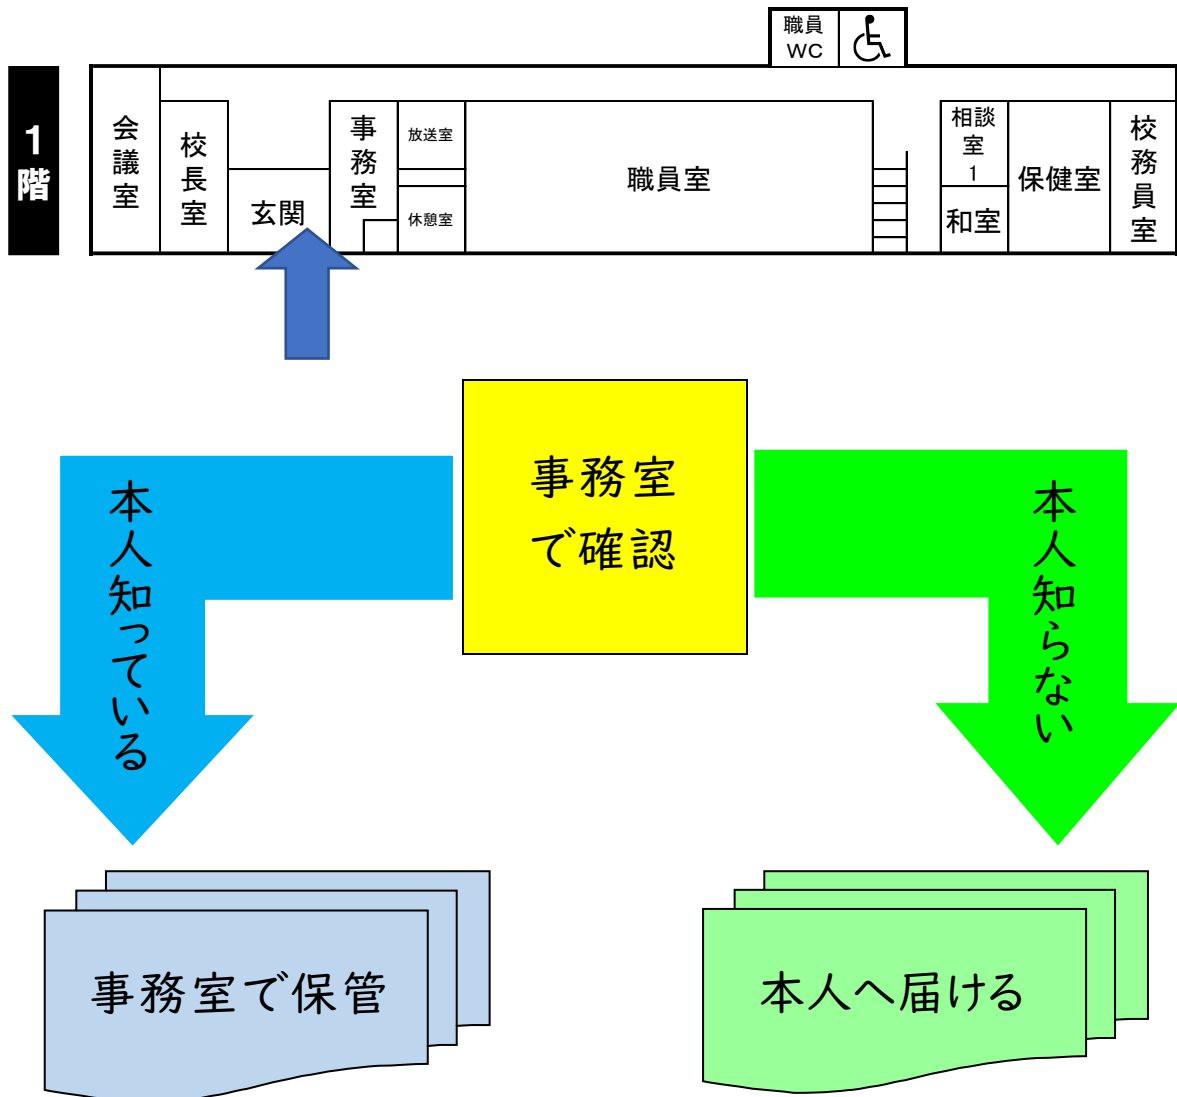 職員
WC
1階
会議室
校長室
玄関
事務室
放送室
休憩室
職員室
相談室1
和室
保健室
校務員室
事務室
で確認
本人知っている
本人知らない
事務室で保管
本人へ届ける